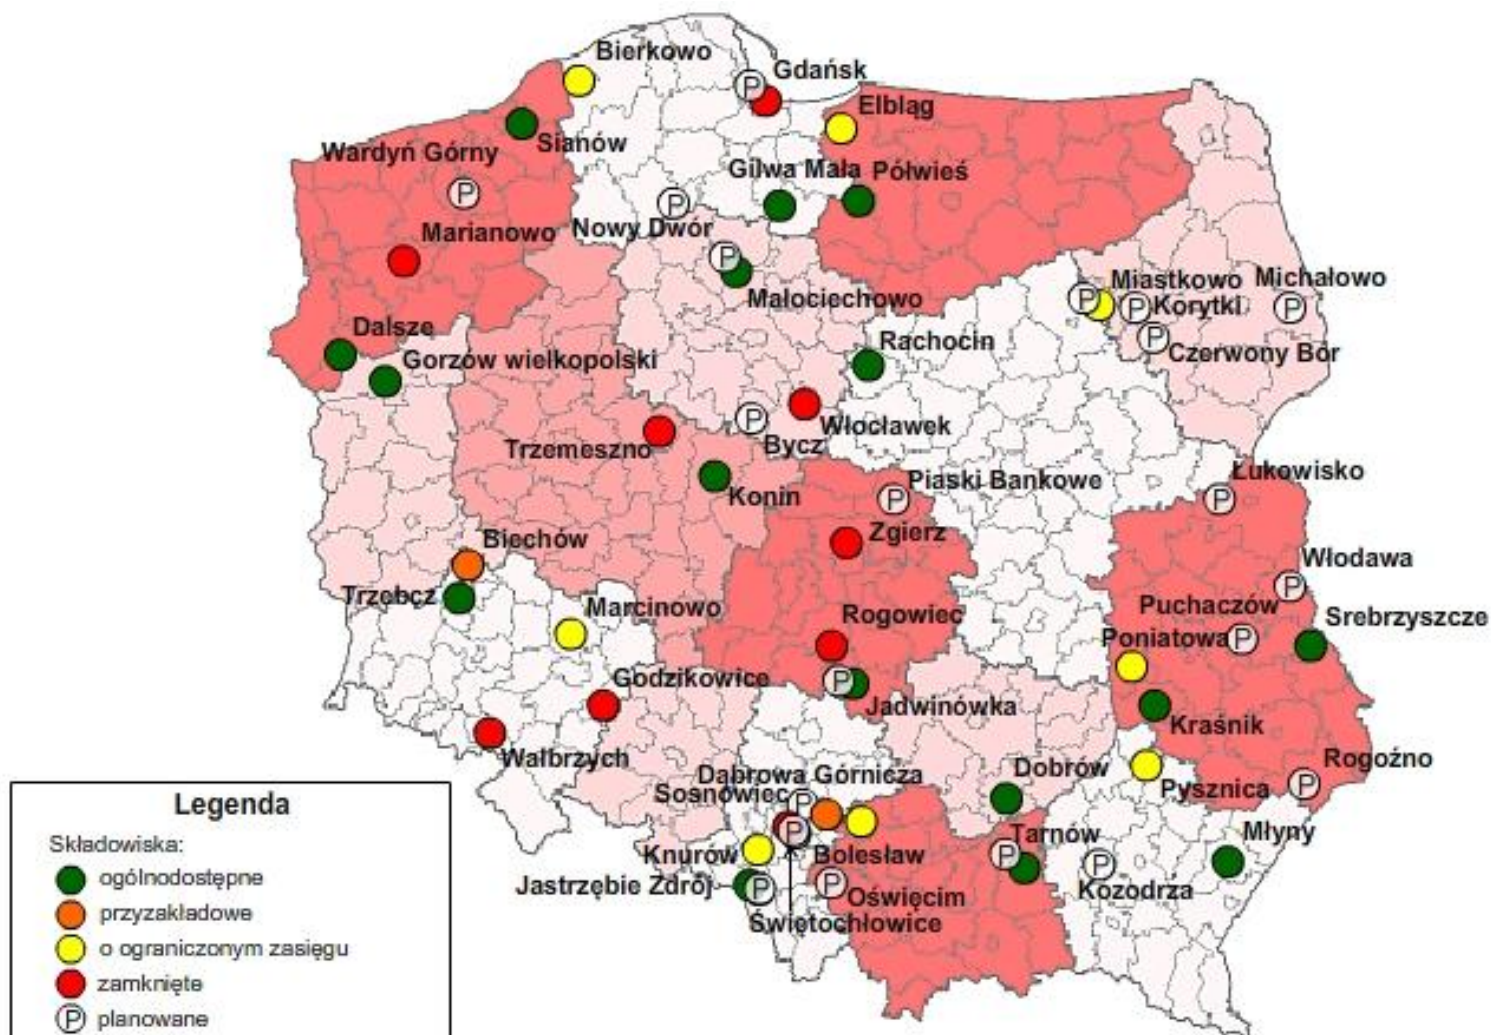 Bierkowo
Gdańsk
P
Elbląg
Sianów
Wardyń Górny
P
Gilwa Mała
Półwieś
P
Nowy Dwór
Marianowo
P
Małociechowo
Miastkowo
Michałowo
P
P
Korytki
P
P
Czerwony Bór
Dalsze
Gorzów wielkopolski
Rachocin
Trzemeszno
P
Bycz
Włocławek
Konin
Piaski Bankowe
P
Łukowisko
P
Zgierz
Biechów
Włodawa
P
Trzebcz
Marcinowo
Rogowiec
Puchaczów
P
Poniatowa
Srebrzyszcze
Godzikowice
P
Jadwinówka
Kraśnik
Wałbrzych
Dąbrowa Górnicza
Sosnowiec
P
Dobrów
Pysznica
Rogoźno
P
P
Tarnów
P
Młyny
Knurów
Bolesław
P
Kozodrza
Jastrzębie Zdrój
P
P
Oświęcim
Świętochłowice
Legenda
Składowiska:
ogólnodostępne
przyzakładowe
o ograniczonym zasięgu
zamknięte
P planowane